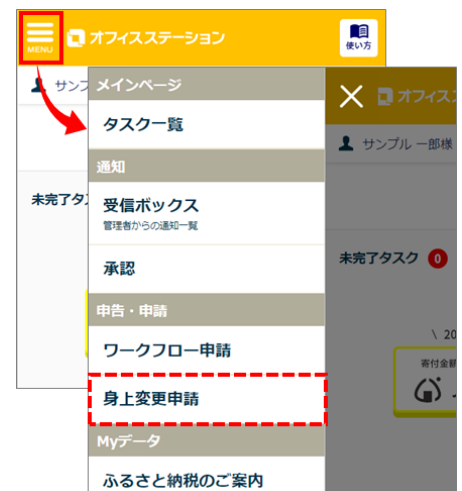 MENU
オフィスステーション
使い方
サンプ
メインページ
オフィス
タスク一覧
サンプル 一郎様
通知
未完了タ
受信ボックス
管理者からの通知一覧
未完了タスク 0
承認
申告・申請
\ 20
ワークフロー申請
寄付金額
身上変更申請
Myデータ
ふるさと納税のご案内